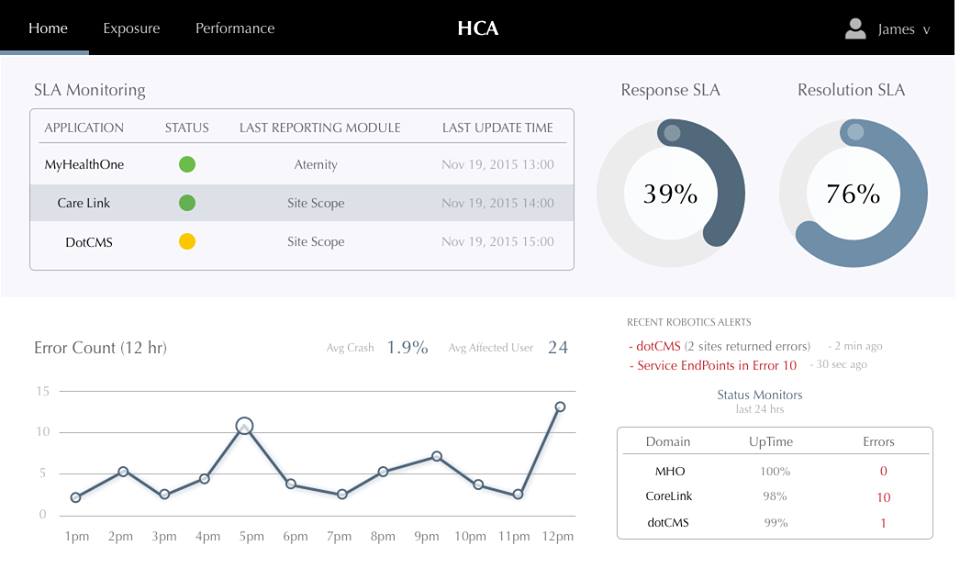 Home Exposure Performance HCA James v
SLA Monitoring
APPLICATION STATUS LAST REPORTING MODULE LAST UPDATE TIME
MyHealthOne Aternity Nov 19, 2015 13:00
Care Link Site Scope Nov 19, 2015 14:00
DotCMS Site Scope Nov 19, 2015 15:00
Response SLA
39%
Resolution SLA
76%
Error Count (12 hr) Avg Crash 1.9% Avg Affected User 24
15
10
5
0
1pm 2pm 3pm 4pm 5pm 6pm 7pm 8pm 9pm 10pm 11pm 12pm
RECENT ROBOTICS ALERTS
- dotCMS (2 sites returned errors) - 2 min ago
- Service EndPoints in Error 10 - 30 sec ago
Status Monitors
last 24 hrs
Domain UpTime Errors
MHO 100% 0
CoreLink 98% 10
dotCMS 99% 1